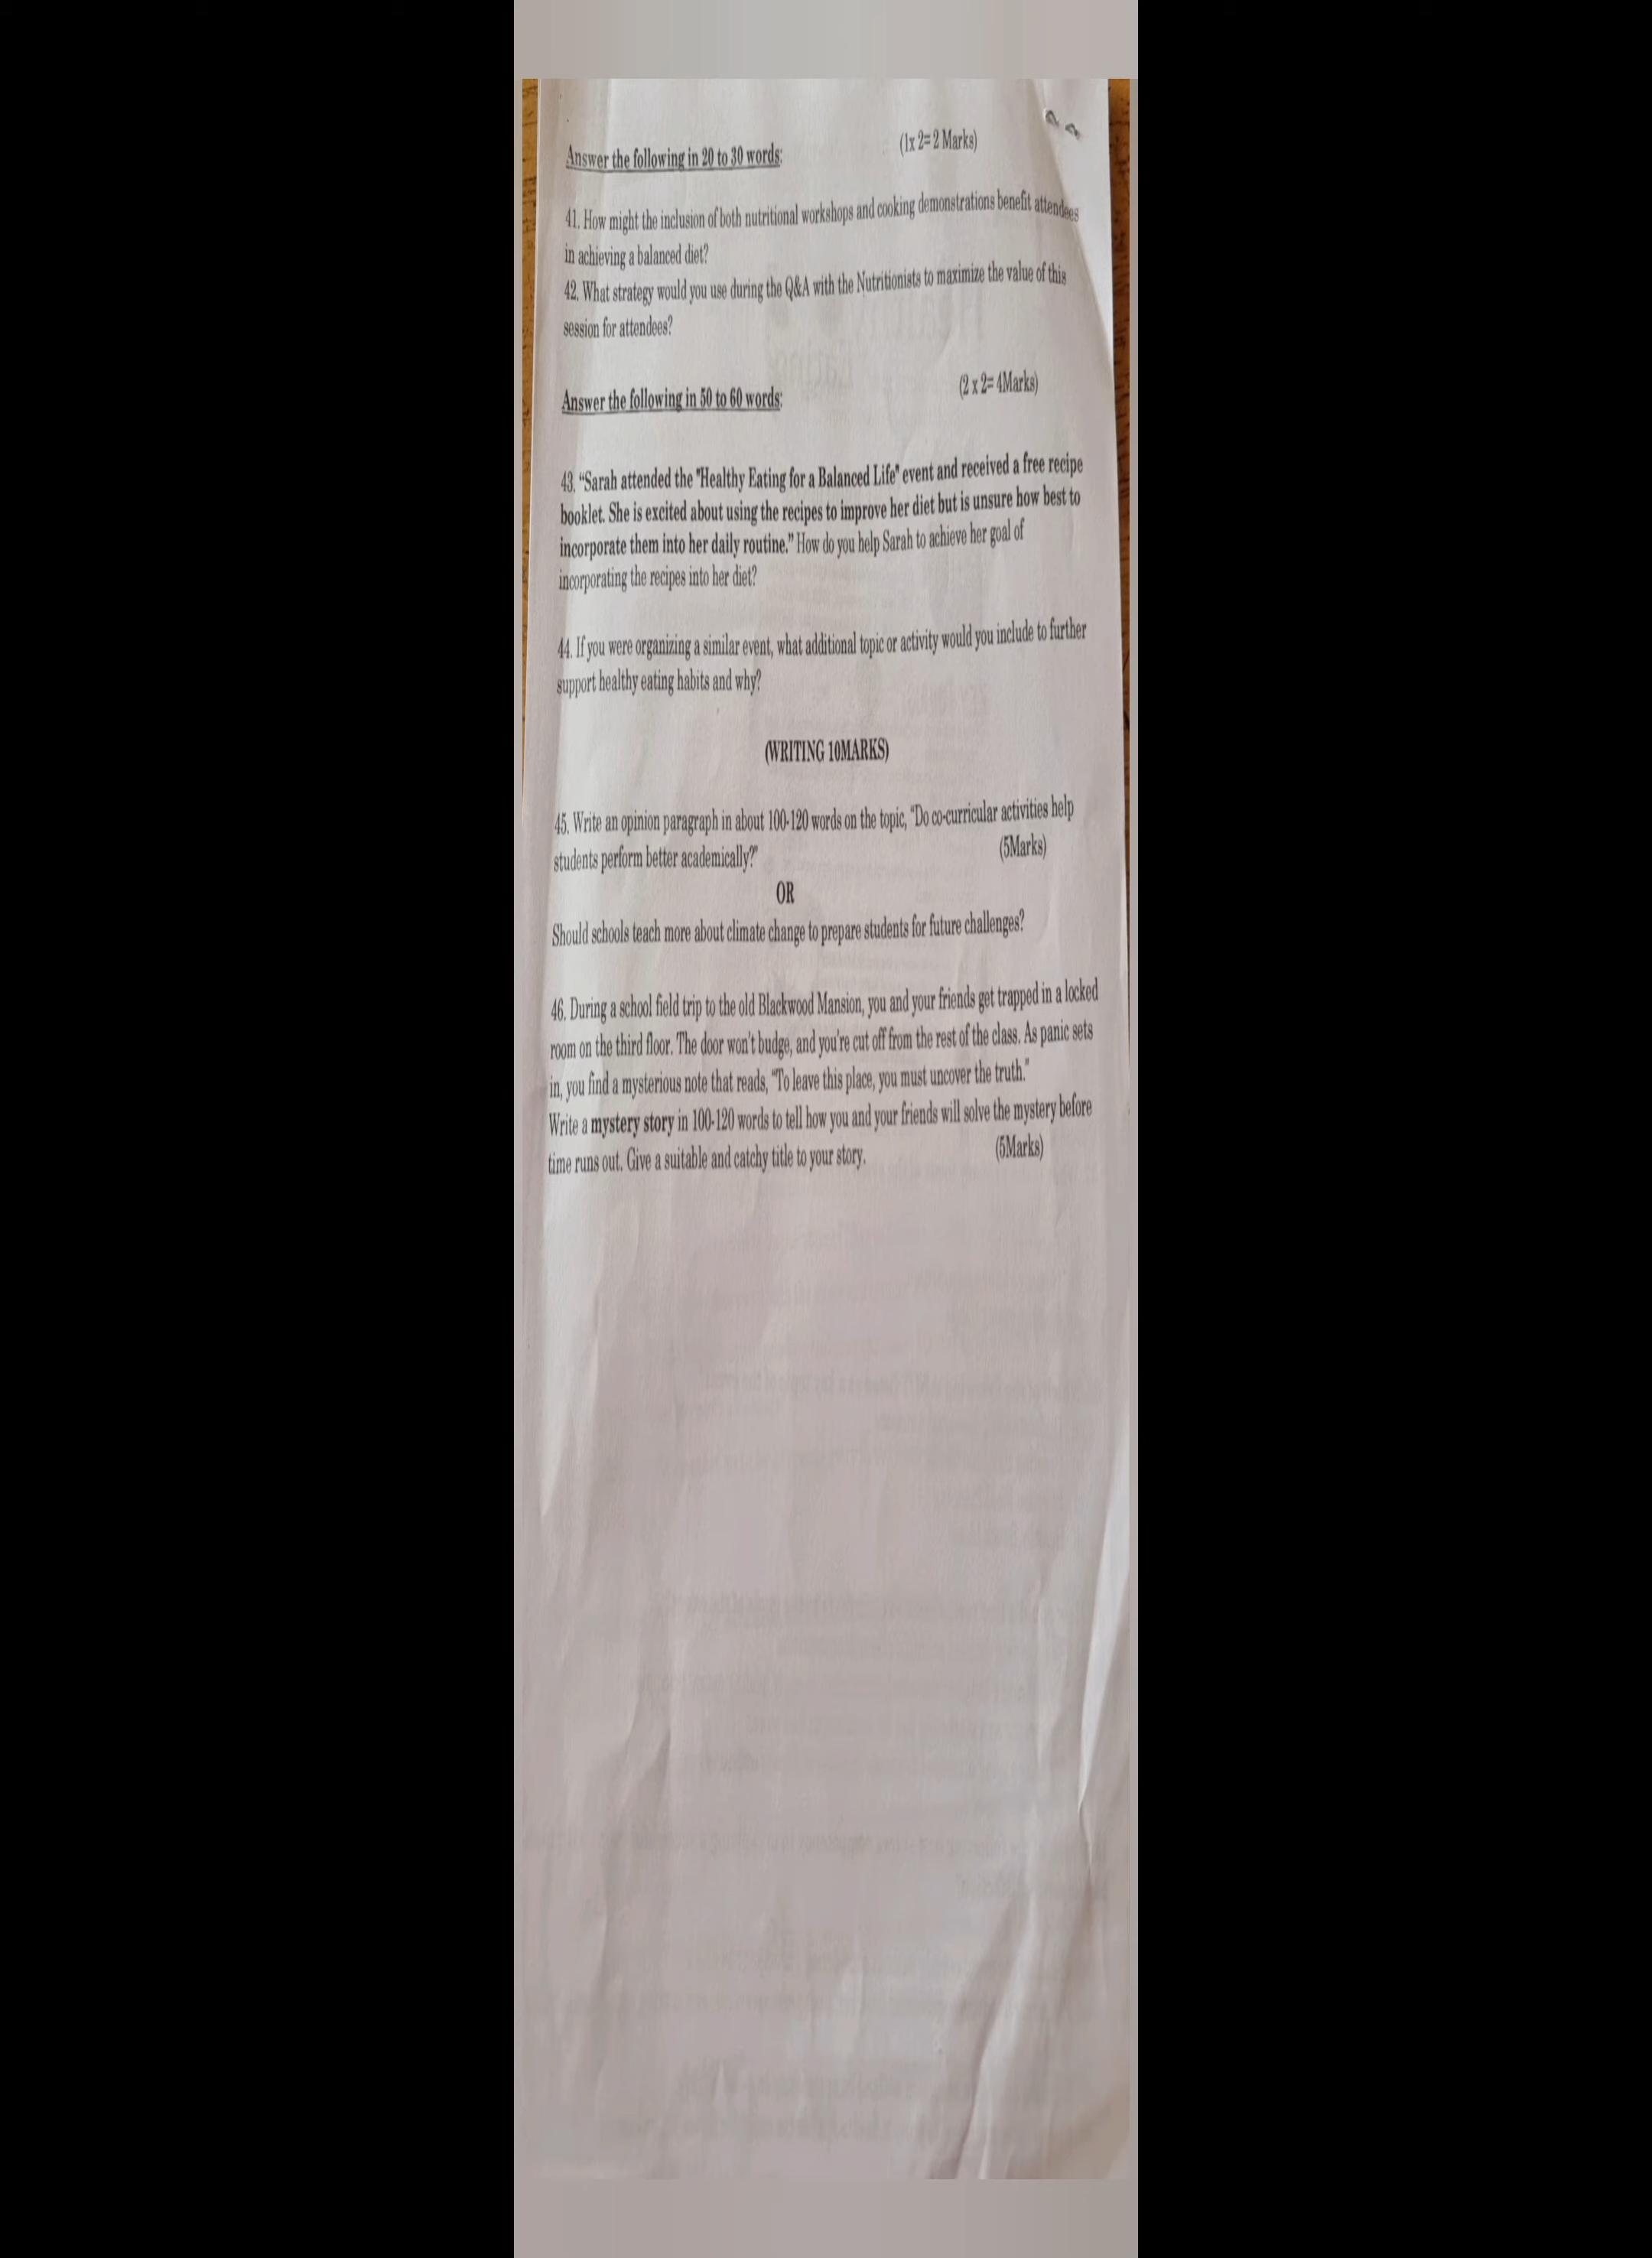 (1x 2= 2 Marks)
Answer the following in 20 to 30 words:
41. How might the inclusion of both nutritional workshops and cooking demonstrations benefit attendees
in achieving a balanced diet?
42. What strategy would you use during the Q&A with the Nutritionists to maximize the value of this
session for attendees?
(2 x 2= 4Marks)
Answer the following in 50 to 60 words:
43. “Sarah attended the "Healthy Eating for a Balanced Life" event and received a free recipe
booklet. She is excited about using the recipes to improve her diet but is unsure how best to
incorporate them into her daily routine.” How do you help Sarah to achieve her goal of
incorporating the recipes into her diet?
44. If you were organizing a similar event, what additional topic or activity would you include to further
support healthy eating habits and why?
(WRITING 10MARKS)
45. Write an opinion paragraph in about 100-120 words on the topic, “Do co-curricular activities help
students perform better academically?” (5Marks)
OR
Should schools teach more about climate change to prepare students for future challenges?
46. During a school field trip to the old Blackwood Mansion, you and your friends get trapped in a locked
room on the third floor. The door won’t budge, and you’re cut off from the rest of the class. As panic sets
in, you find a mysterious note that reads, “To leave this place, you must uncover the truth.”
Write a mystery story in 100-120 words to tell how you and your friends will solve the mystery before
time runs out. Give a suitable and catchy title to your story. (5Marks)